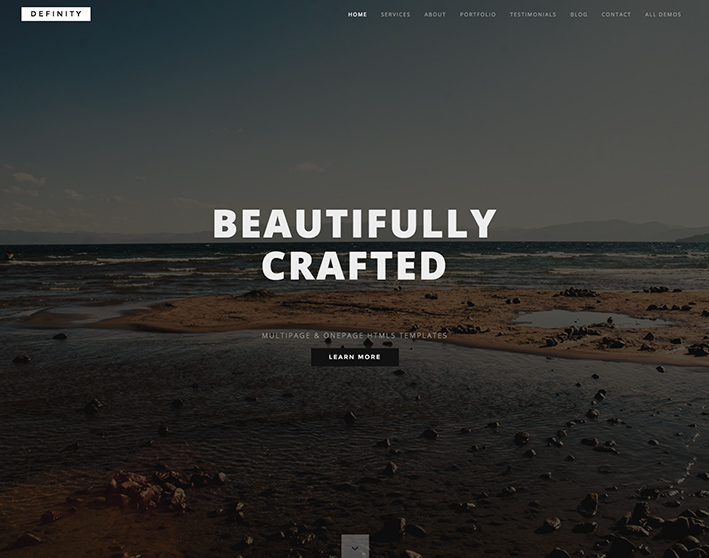 DEFINITY
HOME SERVICES ABOUT PORTFOLIO TESTIMONIALS BLOG CONTACT ALL DEMOS
BEAUTIFULLY
CRAFTED
MULTIPAGE & ONEPAGE HTML5 TEMPLATES
LEARN MORE